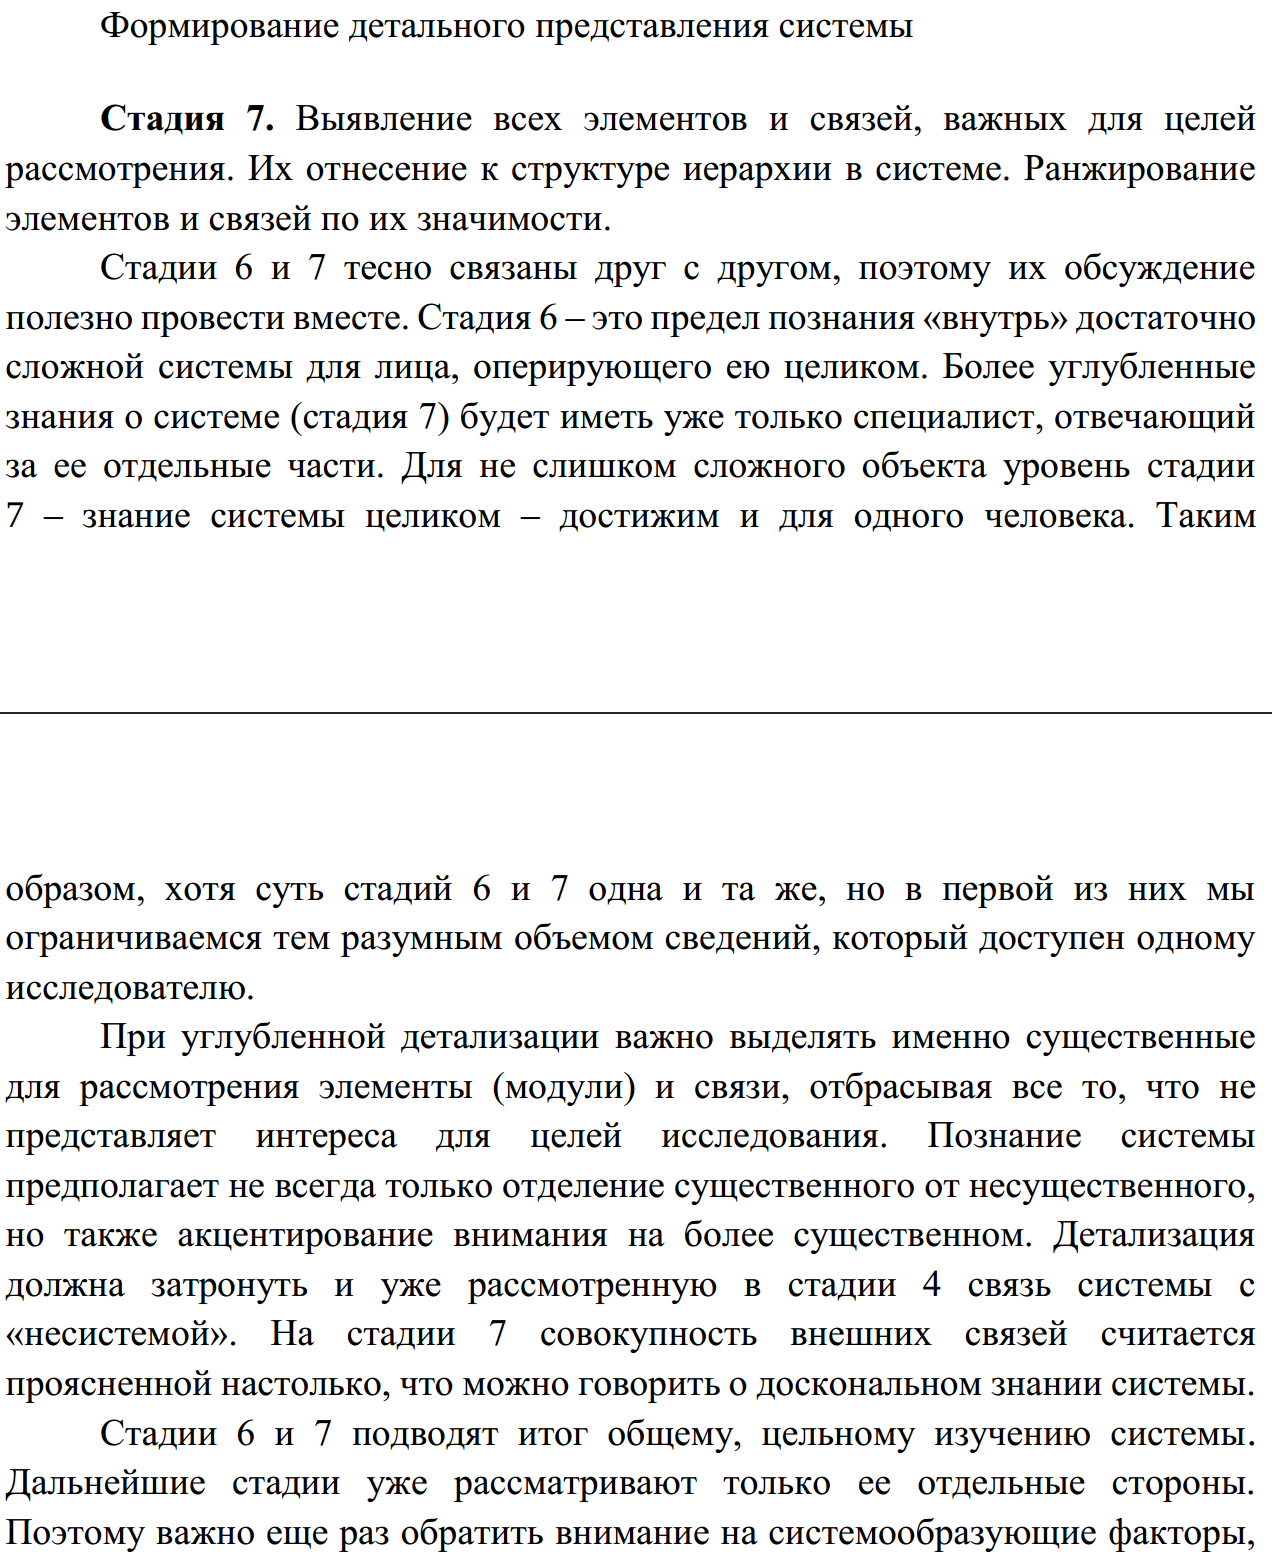 Формирование детального представления системы
Стадия 7. Выявление всех элементов и связей, важных для целей
рассмотрения. Их отнесение к структуре иерархии в системе. Ранжирование
элементов и связей по их значимости.
Стадии 6 и 7 тесно связаны друг с другом, поэтому их обсуждение
полезно провести вместе. Стадия 6 – это предел познания «внутрь» достаточно
сложной системы для лица, оперирующего ею целиком. Более углубленные
знания о системе (стадия 7) будет иметь уже только специалист, отвечающий
за ее отдельные части. Для не слишком сложного объекта уровень стадии
7 – знание системы целиком – достижим и для одного человека. Таким
образом, хотя суть стадий 6 и 7 одна и та же, но в первой из них мы
ограничиваемся тем разумным объемом сведений, который доступен одному
исследователю.
При углубленной детализации важно выделять именно существенные
для рассмотрения элементы (модули) и связи, отбрасывая все то, что не
представляет интереса для целей исследования. Познание системы
предполагает не всегда только отделение существенного от несущественного,
но также акцентирование внимания на более существенном. Детализация
должна затронуть и уже рассмотренную в стадии 4 связь системы с
«несистемой». На стадии 7 совокупность внешних связей считается
проясненной настолько, что можно говорить о доскональном знании системы.
Стадии 6 и 7 подводят итог общему, цельному изучению системы.
Дальнейшие стадии уже рассматривают только ее отдельные стороны.
Поэтому важно еще раз обратить внимание на системообразующие факторы,